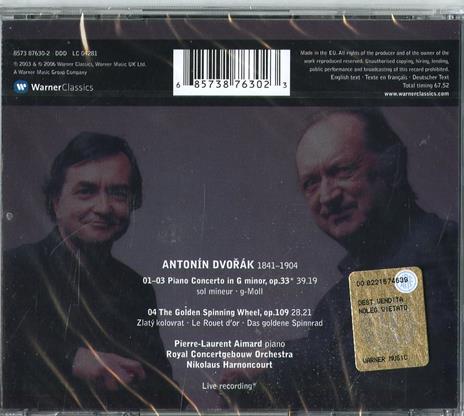 8573 87630-2  DDD  LC 04281
℗ 2003 & © 2006 Warner Classics, Warner Music UK Ltd.
A Warner Music Group Company
WarnerClassics
6 85738 76302 3
Made in the E.U. All rights of the producer and of the owner of the
work reproduced reserved. Unauthorised copying, hiring, lending,
public performance and broadcasting of this record prohibited.
English text · Texte en français · Deutscher Text
Total timing 67.52
www.warnerclassics.com
ANTONÍN DVOŘÁK 1841–1904
01–03 Piano Concerto in G minor, op.33* 39.19
sol mineur · g-Moll
04 The Golden Spinning Wheel, op.109 28.21
Zlatý kolovrat · Le Rouet d'or · Das goldene Spinnrad
Pierre-Laurent Aimard piano
Royal Concertgebouw Orchestra
Nikolaus Harnoncourt
Live recording*
DEST. VENDITA
NOLEG. VIETATO
WARNER MUSIC